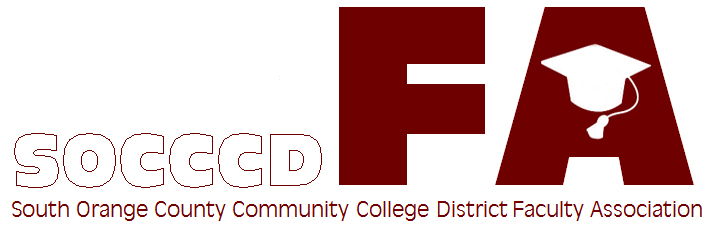 SOCCCD FA
South Orange County Community College District Faculty Association